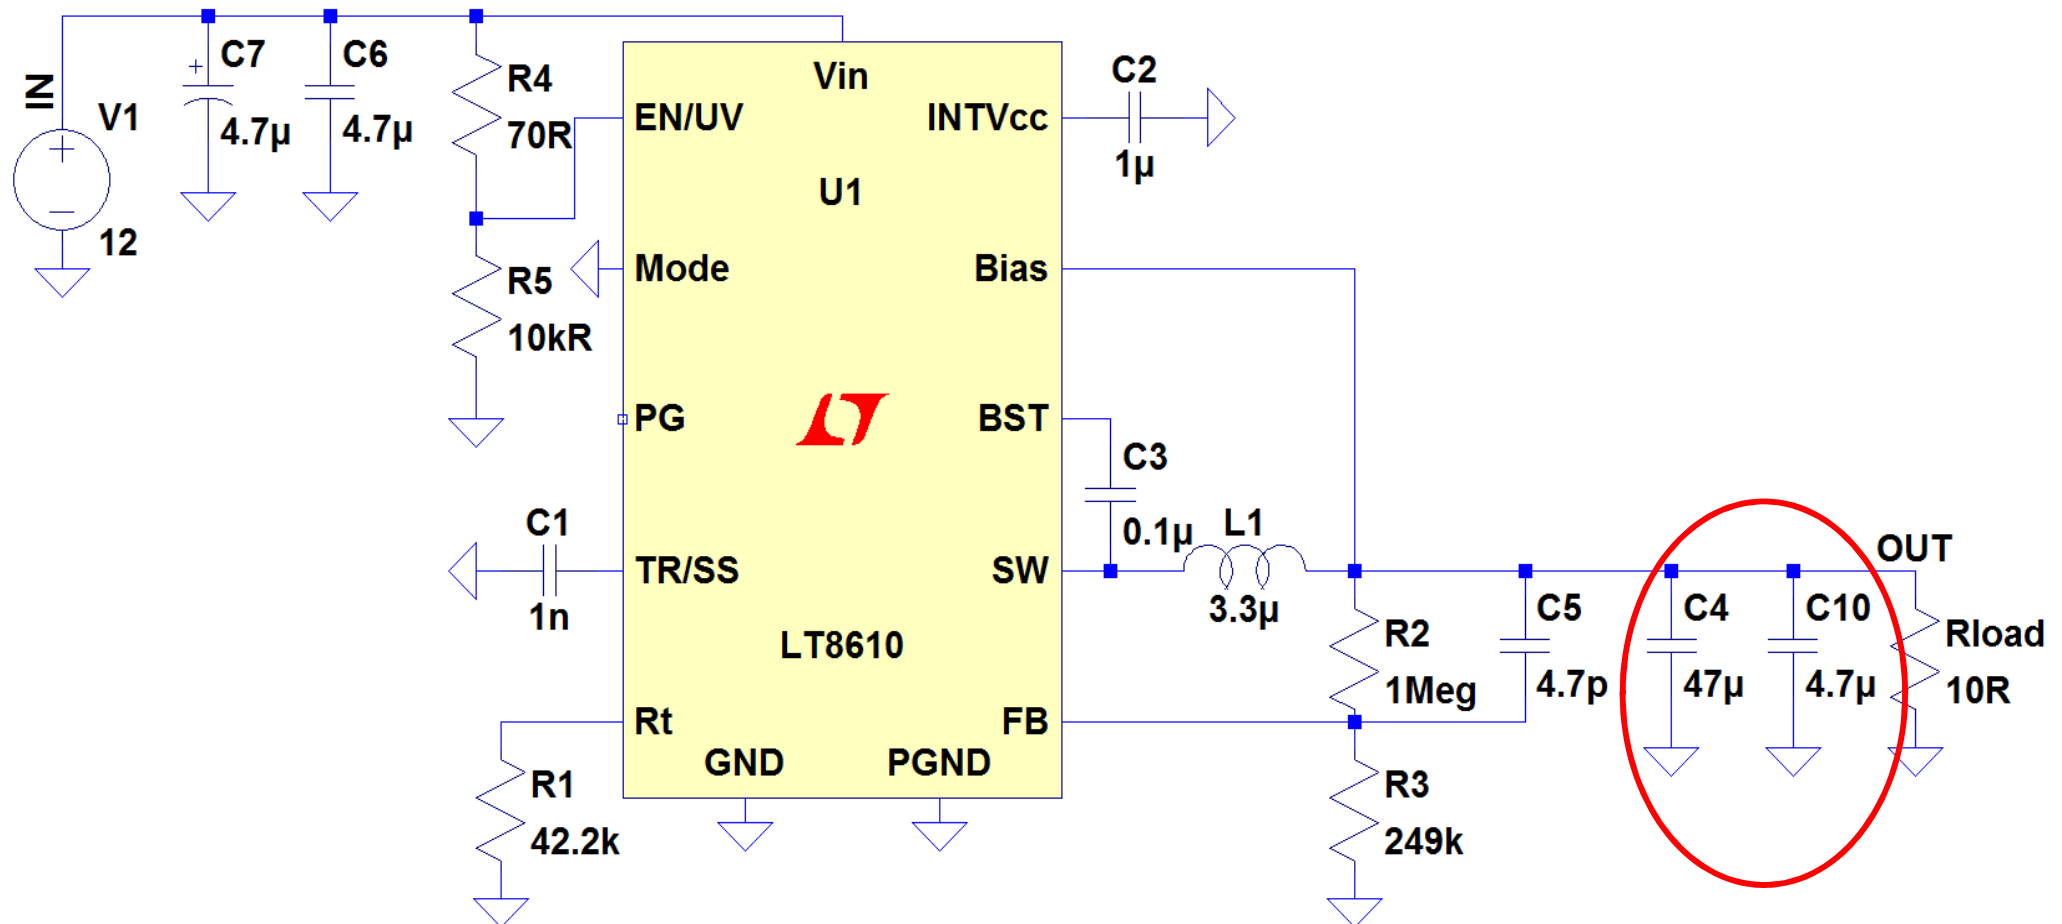 IN
V1
12
C7
+
4.7µ
C6
4.7µ
R4
70R
R5
10kR
Vin
EN/UV
INTVcc
U1
Mode
Bias
PG
BST
TR/SS
SW
LT8610
Rt
FB
GND
PGND
C2
1µ
C1
1n
R1
42.2k
C3
0.1µ
L1
3.3µ
R2
1Meg
R3
249k
C5
4.7p
C4
47µ
C10
4.7µ
OUT
Rload
10R